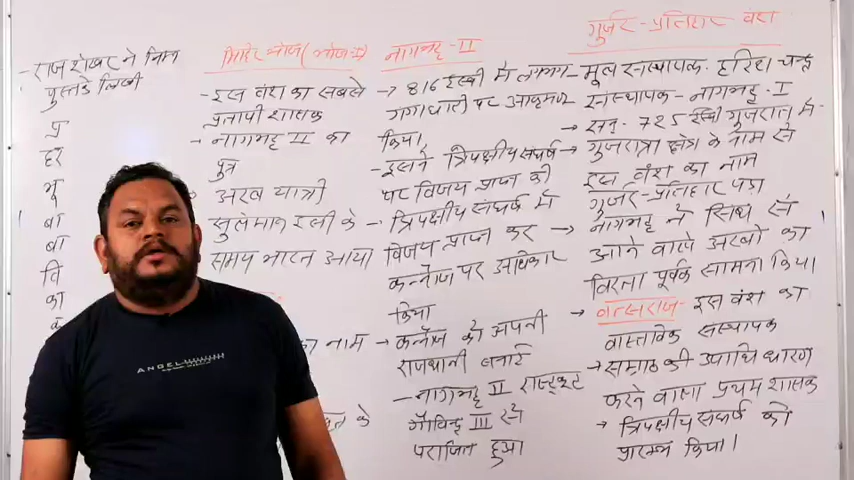 गुर्जर-प्रतिहार वंश
मूल संस्थापक. हरिश चन्द्र
संस्थापक - नागभट्ट - I
→ सन् - 725 ईस्वी गुजरात में
→ गुजरात्रा क्षेत्र के नाम से
इस वंश का नाम
गुर्जर-प्रतिहार पड़ा
→ नागभट्ट ने सिंध से
आने वाले अरबों का
विरता पूर्वक सामना किया।
→ वत्सराज - इस वंश का
वास्तविक संस्थापक
→ सम्राट की उपाधि धारण
करने वाला प्रथम शासक
→ त्रिपक्षीय संघर्ष को
प्रारम्भ किया।
नागभट्ट - II
→ 816 ईस्वी में लगभग
गंगाघाटी पर आक्रमण
किया।
- इसने त्रिपक्षीय संघर्ष
पर विजय प्राप्त की
- त्रिपक्षीय संघर्ष में
विजय प्राप्त कर
कन्नौज पर अधिकार
किया
→ कन्नौज को अपनी
राजधानी बनाई
- नागभट्ट II राष्ट्रकूट
गोविन्द III से
पराजित हुआ
मिहिर भोज (भोज-I)
- इस वंश का सबसे
प्रतापी शासक
- नागभट्ट II का
पुत्र
अरब यात्री
सुलेमान इसी के
समय भारत आया
का नाम
के
- राज शेखर ने निम्न
पुस्तके लिखी
प्र
हर
भू
बा
बा
वि
का
क
ANGEL